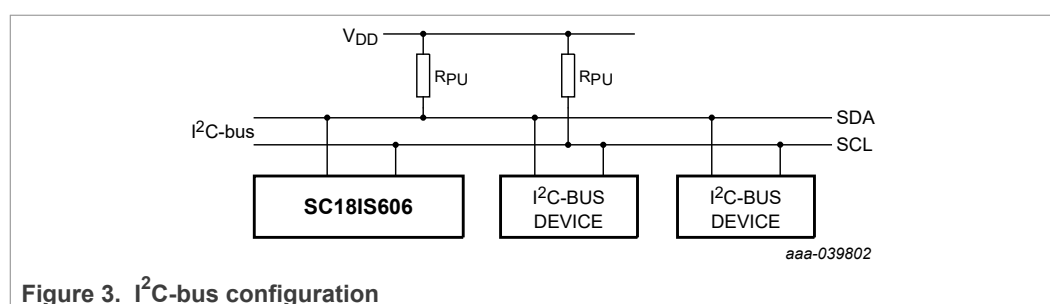 VDD
RPU RPU
SDA
I2C-bus
SCL
SC18IS606
I2C-BUS
DEVICE
I2C-BUS
DEVICE
aaa-039802
Figure 3. I2C-bus configuration